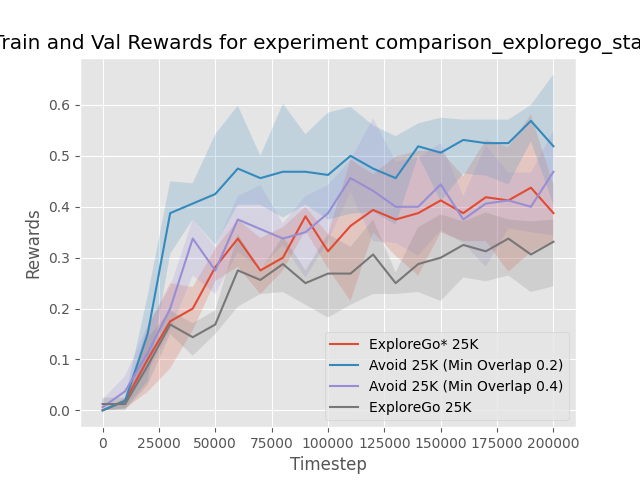 Train and Val Rewards for experiment comparison_explorego_sta
0.6
0.5
0.4
0.3
0.2
0.1
0.0
Rewards
ExploreGo* 25K
Avoid 25K (Min Overlap 0.2)
Avoid 25K (Min Overlap 0.4)
ExploreGo 25K
0 25000 50000 75000 100000 125000 150000 175000 200000
Timestep